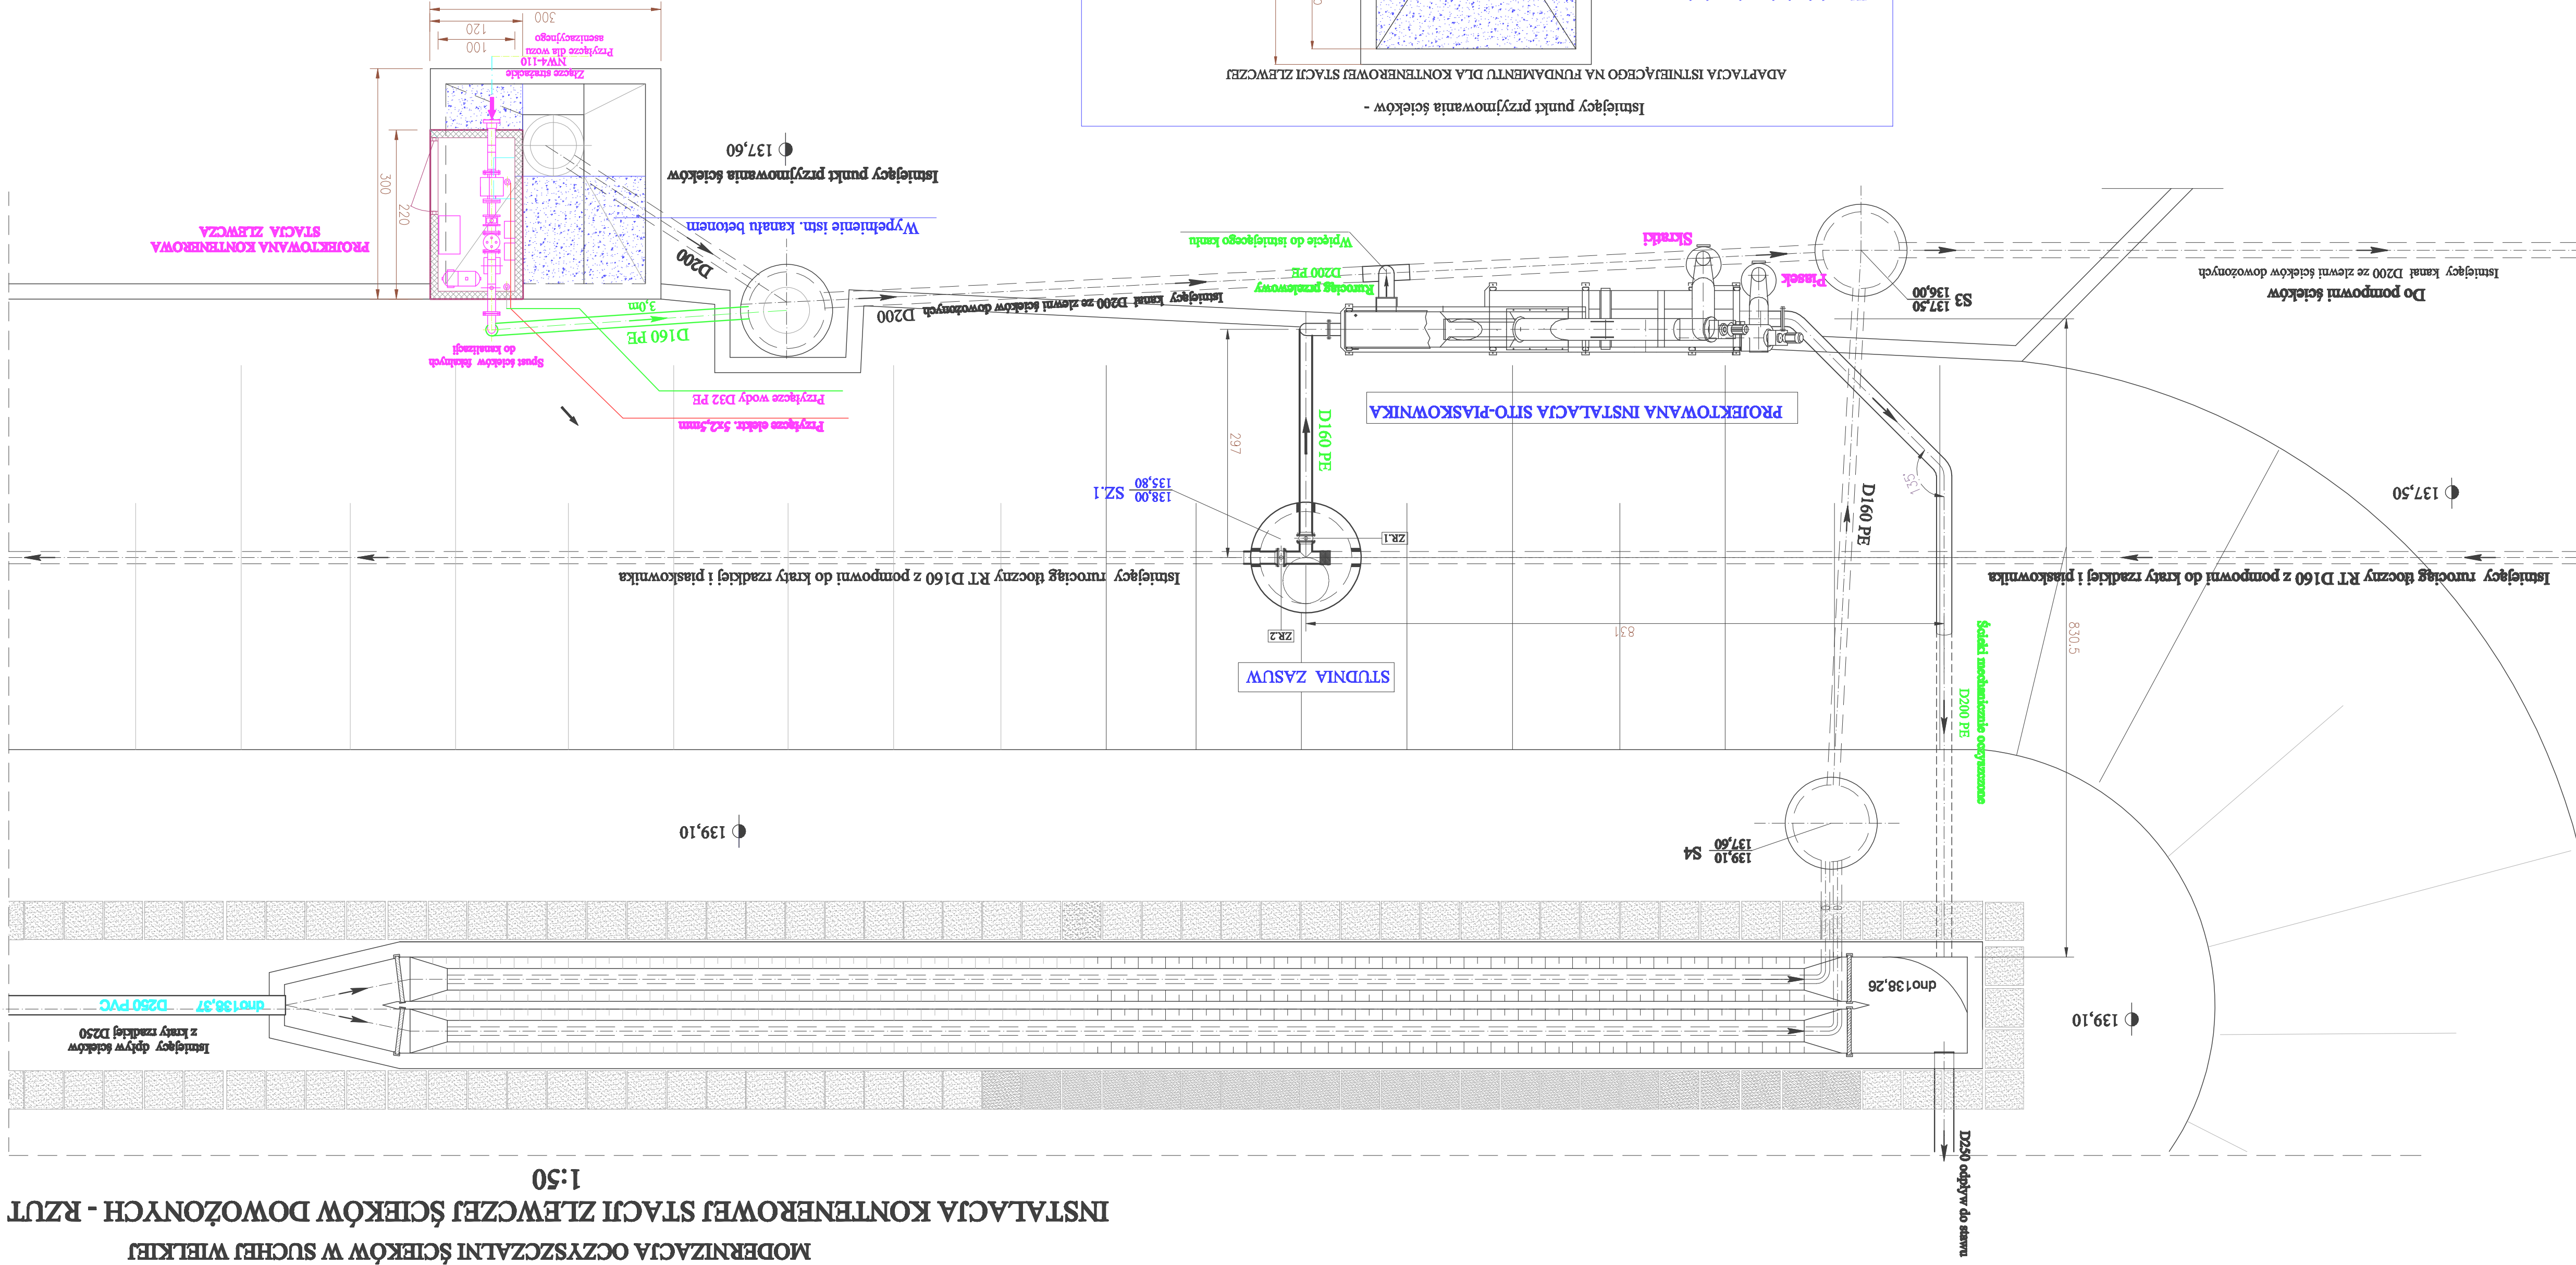 MODERNIZACJA OCZYSZCZALNI ŚCIEKÓW W SUCHEJ WIELKIEJ
INSTALACJA KONTENEROWEJ STACJI ZLEWCZEJ ŚCIEKÓW DOWOŻONYCH - RZUT
1:50
D250 odpływ do stawu
Istniejący dpływ ścieków
z kraty rzadkiej D250
dno138,37 D250 PVC
139,10
dno138,26
139,10
137,60
S4
139,10
Ścieki mechanicznie oczyszczone
D200 PE
830.5
STUDNIA ZASUW
ZR.2
831
Istniejący rurociąg tłoczny RT D160 z pompowni do kraty rzadkiej i piaskownika
Istniejący rurociąg tłoczny RT D160 z pompowni do kraty rzadkiej i piaskownika
ZR.1
138,00
135,80
SZ.1
137,50
D160 PE
135°
297
D160 PE
PROJEKTOWANA INSTALACJA SITO-PIASKOWNIKA
Przyłącze elektr. 5x2,5mm
Przyłącze wody D32 PE
Spust ścieków fekalnych
do kanalizacji
D160 PE
3,0m
D200
Istniejący kanał D200 ze zlewni ścieków dowożonych
Rurociąg przelewowy
D200 PE
Wpięcie do istniejącego kanłu
Piasek
Skratki
S3
137,50
136,00
Do pompowni ścieków
Istniejący kanał D200 ze zlewni ścieków dowożonych
D200
PROJEKTOWANA KONTENEROWA
STACJA ZLEWCZA
Wypełnienie istn. kanału betonem
220
300
Istniejący punkt przyjmowania ścieków
137,60
Istniejący punkt przyjmowania ścieków -
ADAPTACJA ISTNIEJĄCEGO NA FUNDAMENTU DLA KONTENEROWEJ STACJI ZLEWCZEJ
Złącze strażackie
NW4-110
Przyłącze dla wozu
asenizacyjnego
100
120
300